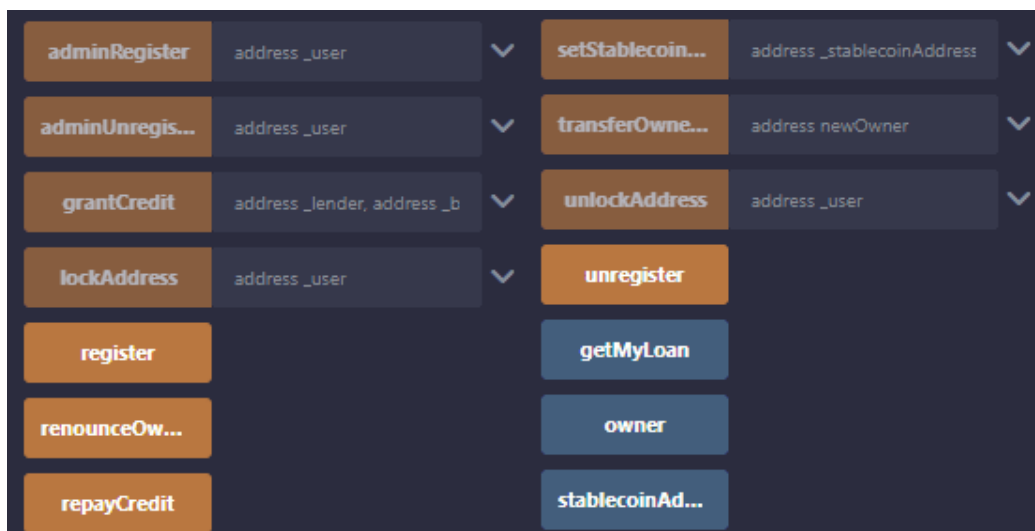 adminRegister address _user
adminUnregis... address _user
grantCredit address _lender, address _b
lockAddress address _user
register
renounceOw...
repayCredit
setStablecoin... address _stablecoinAddress
transferOwne... address newOwner
unlockAddress address _user
unregister
getMyLoan
owner
stablecoinAd...